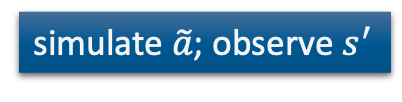 simulate ã; observe s′